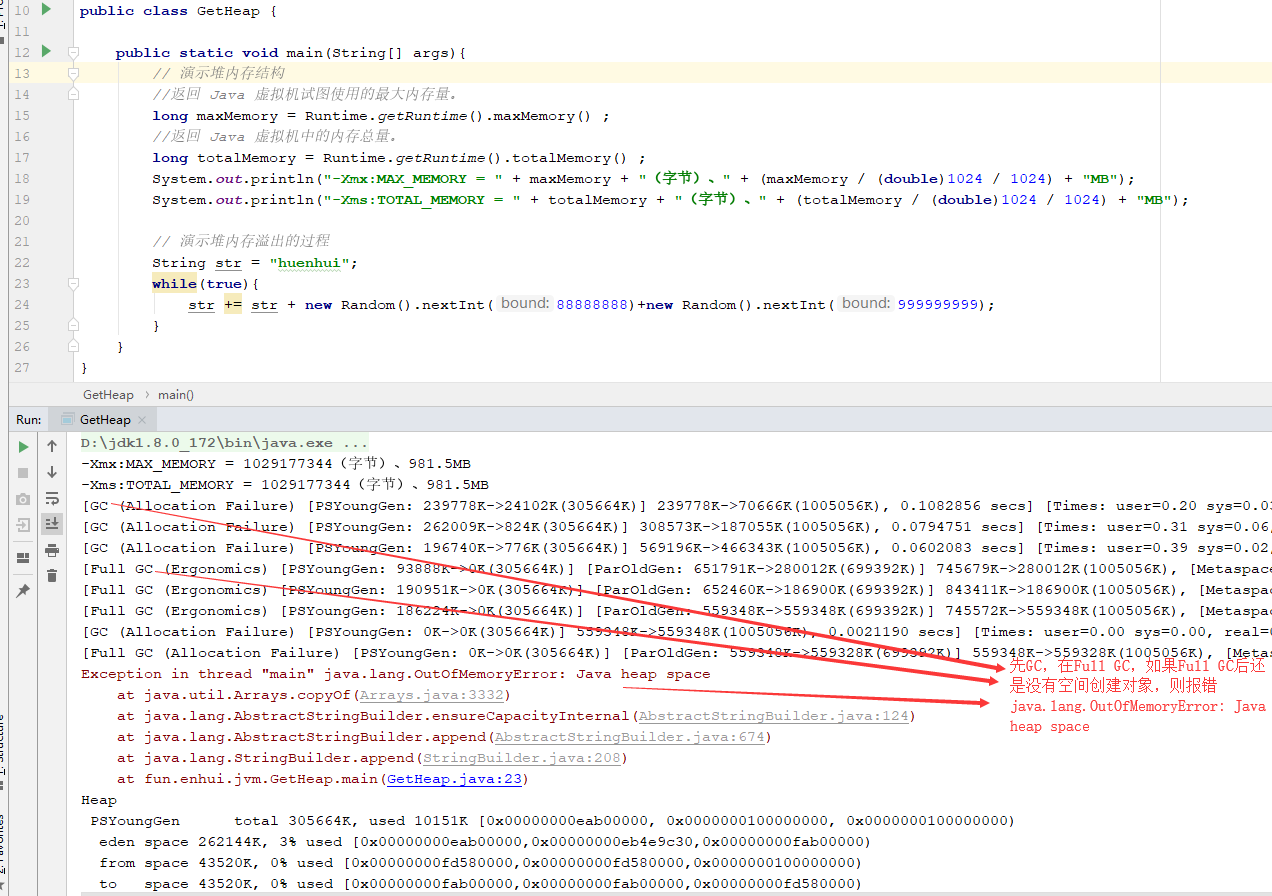 10 public class GetHeap {
11
12 public static void main(String[] args){
13 // 演示堆内存结构
14 //返回 Java 虚拟机试图使用的最大内存量。
15 long maxMemory = Runtime.getRuntime().maxMemory() ;
16 //返回 Java 虚拟机中的内存总量。
17 long totalMemory = Runtime.getRuntime().totalMemory() ;
18 System.out.println("-Xmx:MAX_MEMORY = " + maxMemory + "（字节）、" + (maxMemory / (double)1024 / 1024) + "MB");
19 System.out.println("-Xms:TOTAL_MEMORY = " + totalMemory + "（字节）、" + (totalMemory / (double)1024 / 1024) + "MB");
20
21 // 演示堆内存溢出的过程
22 String str = "huenhui";
23 while(true){
24 str += str + new Random().nextInt( bound: 88888888)+new Random().nextInt( bound: 999999999);
25 }
26 }
27 }
GetHeap › main()
Run: GetHeap ×
D:\jdk1.8.0_172\bin\java.exe ...
-Xmx:MAX_MEMORY = 1029177344（字节）、981.5MB
-Xms:TOTAL_MEMORY = 1029177344（字节）、981.5MB
[GC (Allocation Failure) [PSYoungGen: 239778K->24102K(305664K)] 239778K->70666K(1005056K), 0.1082856 secs] [Times: user=0.20 sys=0.03
[GC (Allocation Failure) [PSYoungGen: 262009K->824K(305664K)] 308573K->187055K(1005056K), 0.0794751 secs] [Times: user=0.31 sys=0.06,
[GC (Allocation Failure) [PSYoungGen: 196740K->776K(305664K)] 569196K->466343K(1005056K), 0.0602083 secs] [Times: user=0.39 sys=0.02,
[Full GC (Ergonomics) [PSYoungGen: 93888K->0K(305664K)] [ParOldGen: 651791K->280012K(699392K)] 745679K->280012K(1005056K), [Metaspac
[Full GC (Ergonomics) [PSYoungGen: 190951K->0K(305664K)] [ParOldGen: 652460K->186900K(699392K)] 843411K->186900K(1005056K), [Metaspa
[Full GC (Ergonomics) [PSYoungGen: 186224K->0K(305664K)] [ParOldGen: 559348K->559348K(699392K)] 745572K->559348K(1005056K), [Metaspa
[GC (Allocation Failure) [PSYoungGen: 0K->0K(305664K)] 559348K->559348K(1005056K), 0.0021190 secs] [Times: user=0.00 sys=0.00, real=0
[Full GC (Allocation Failure) [PSYoungGen: 0K->0K(305664K)] [ParOldGen: 559348K->559328K(699392K)] 559348K->559328K(1005056K), [Metas
Exception in thread "main" java.lang.OutOfMemoryError: Java heap space
at java.util.Arrays.copyOf(Arrays.java:3332)
at java.lang.AbstractStringBuilder.ensureCapacityInternal(AbstractStringBuilder.java:124)
at java.lang.AbstractStringBuilder.append(AbstractStringBuilder.java:674)
at java.lang.StringBuilder.append(StringBuilder.java:208)
at fun.enhui.jvm.GetHeap.main(GetHeap.java:23)
先GC，在Full GC，如果Full GC后还
是没有空间创建对象，则报错
java.lang.OutOfMemoryError: Java
heap space
Heap
PSYoungGen total 305664K, used 10151K [0x00000000eab00000, 0x0000000100000000, 0x0000000100000000)
eden space 262144K, 3% used [0x00000000eab00000,0x00000000eb4e9c30,0x00000000fab00000)
from space 43520K, 0% used [0x00000000fd580000,0x00000000fd580000,0x0000000100000000)
to space 43520K, 0% used [0x00000000fab00000,0x00000000fab00000,0x00000000fd580000)